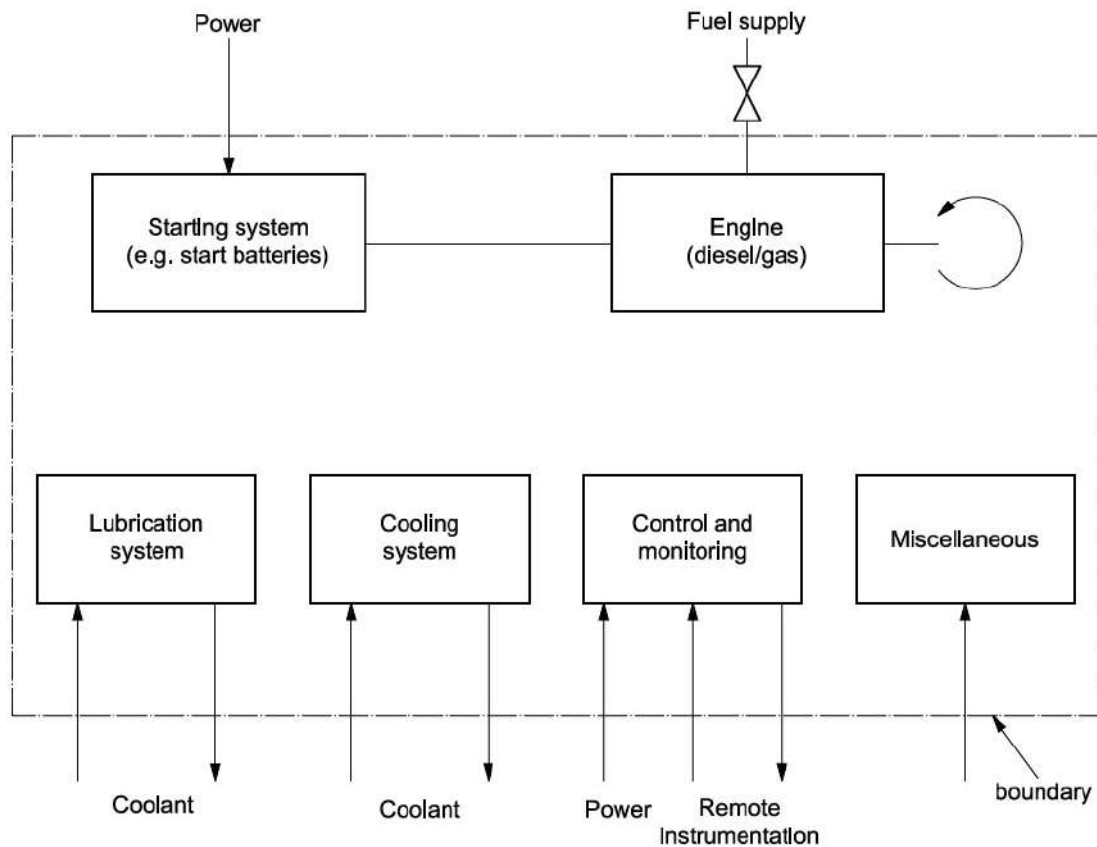 Power
Fuel supply
Starting system
(e.g. start batteries)
Engine
(diesel/gas)
Lubrication
system
Cooling
system
Control and
monitoring
Miscellaneous
Coolant
Coolant
Power
Remote
Instrumentation
boundary